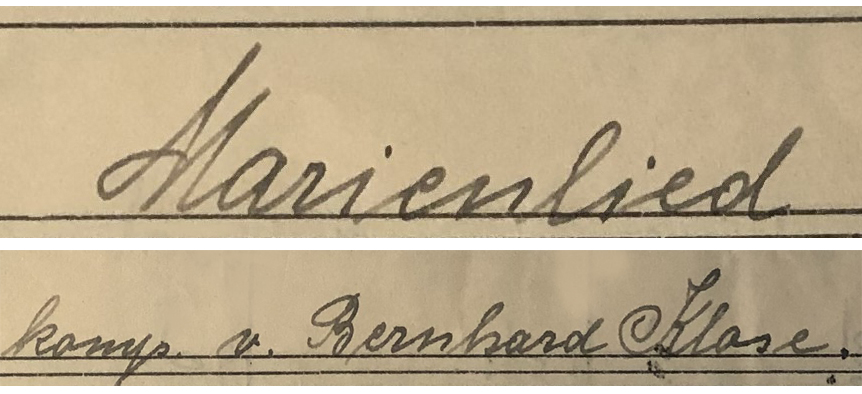 Marienlied
komp. v. Bernhard Klose.